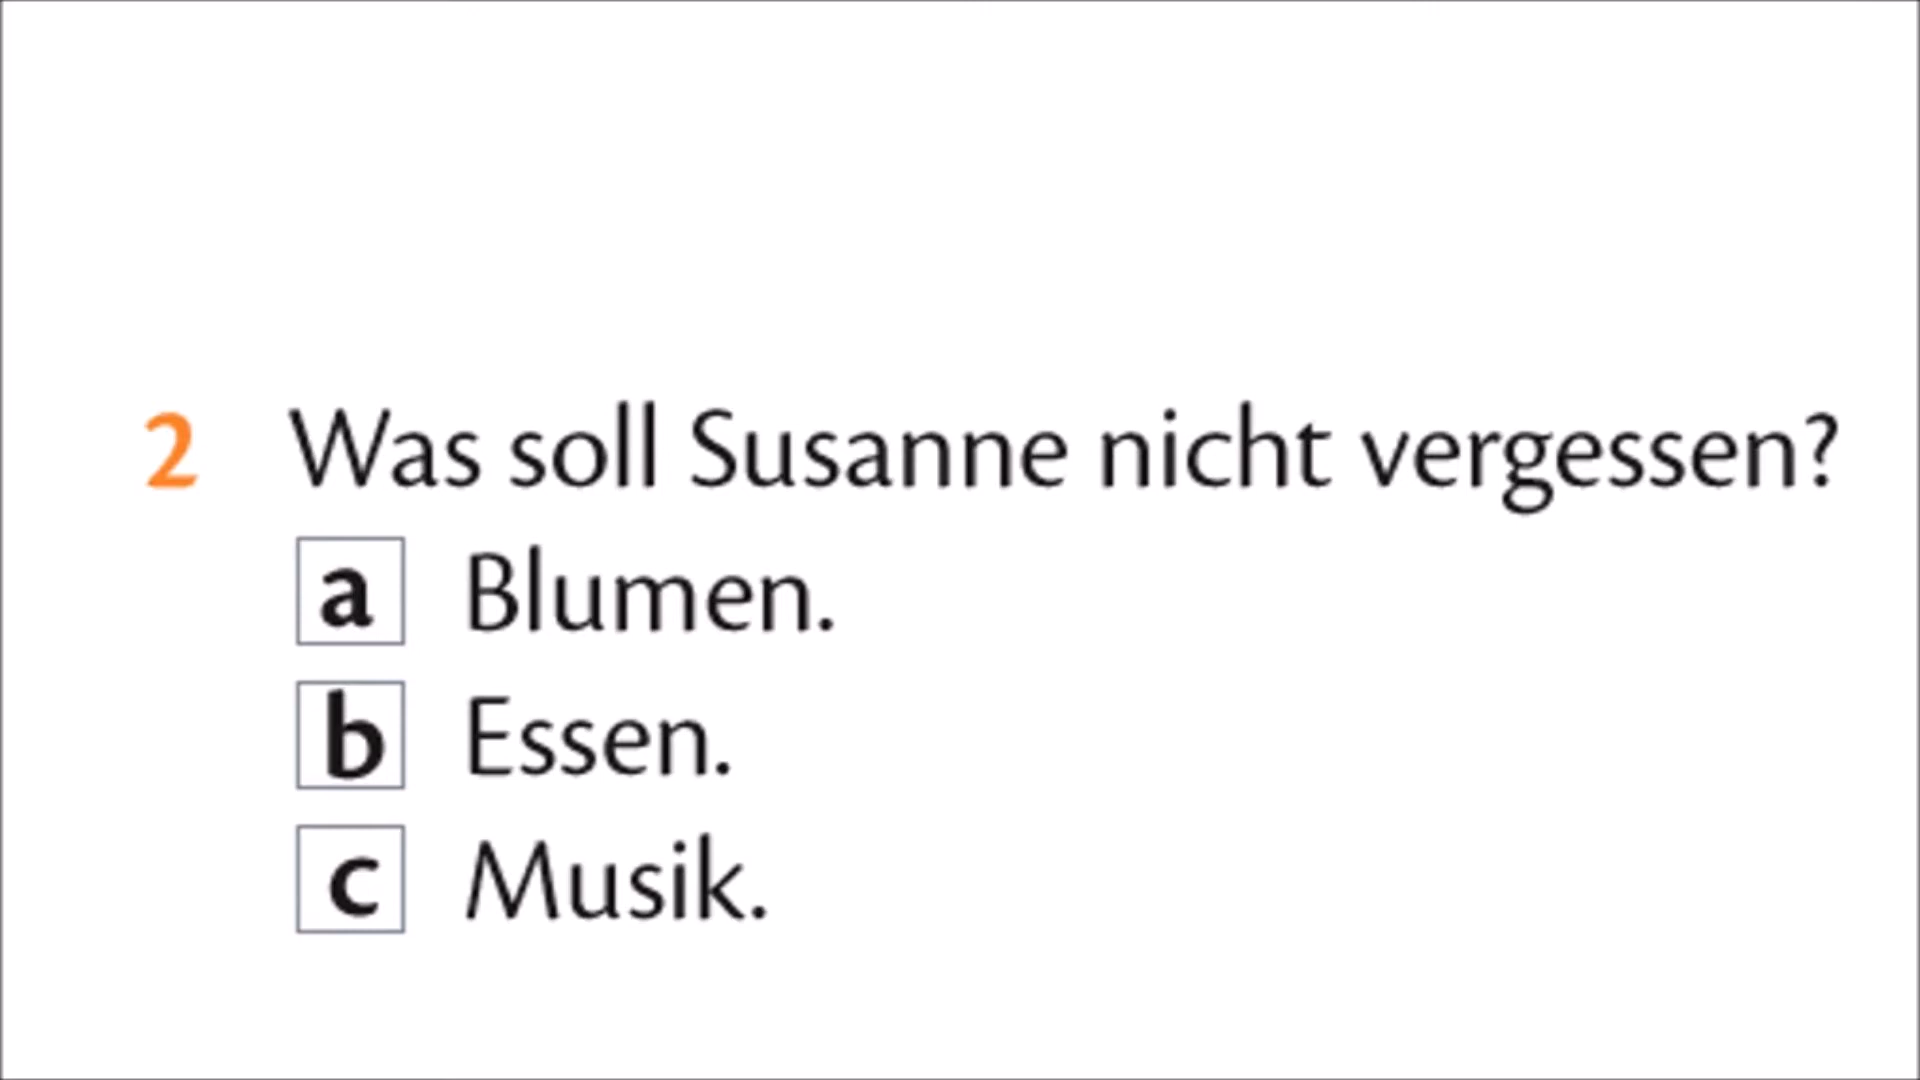 2 Was soll Susanne nicht vergessen?
a Blumen.
b Essen.
c Musik.